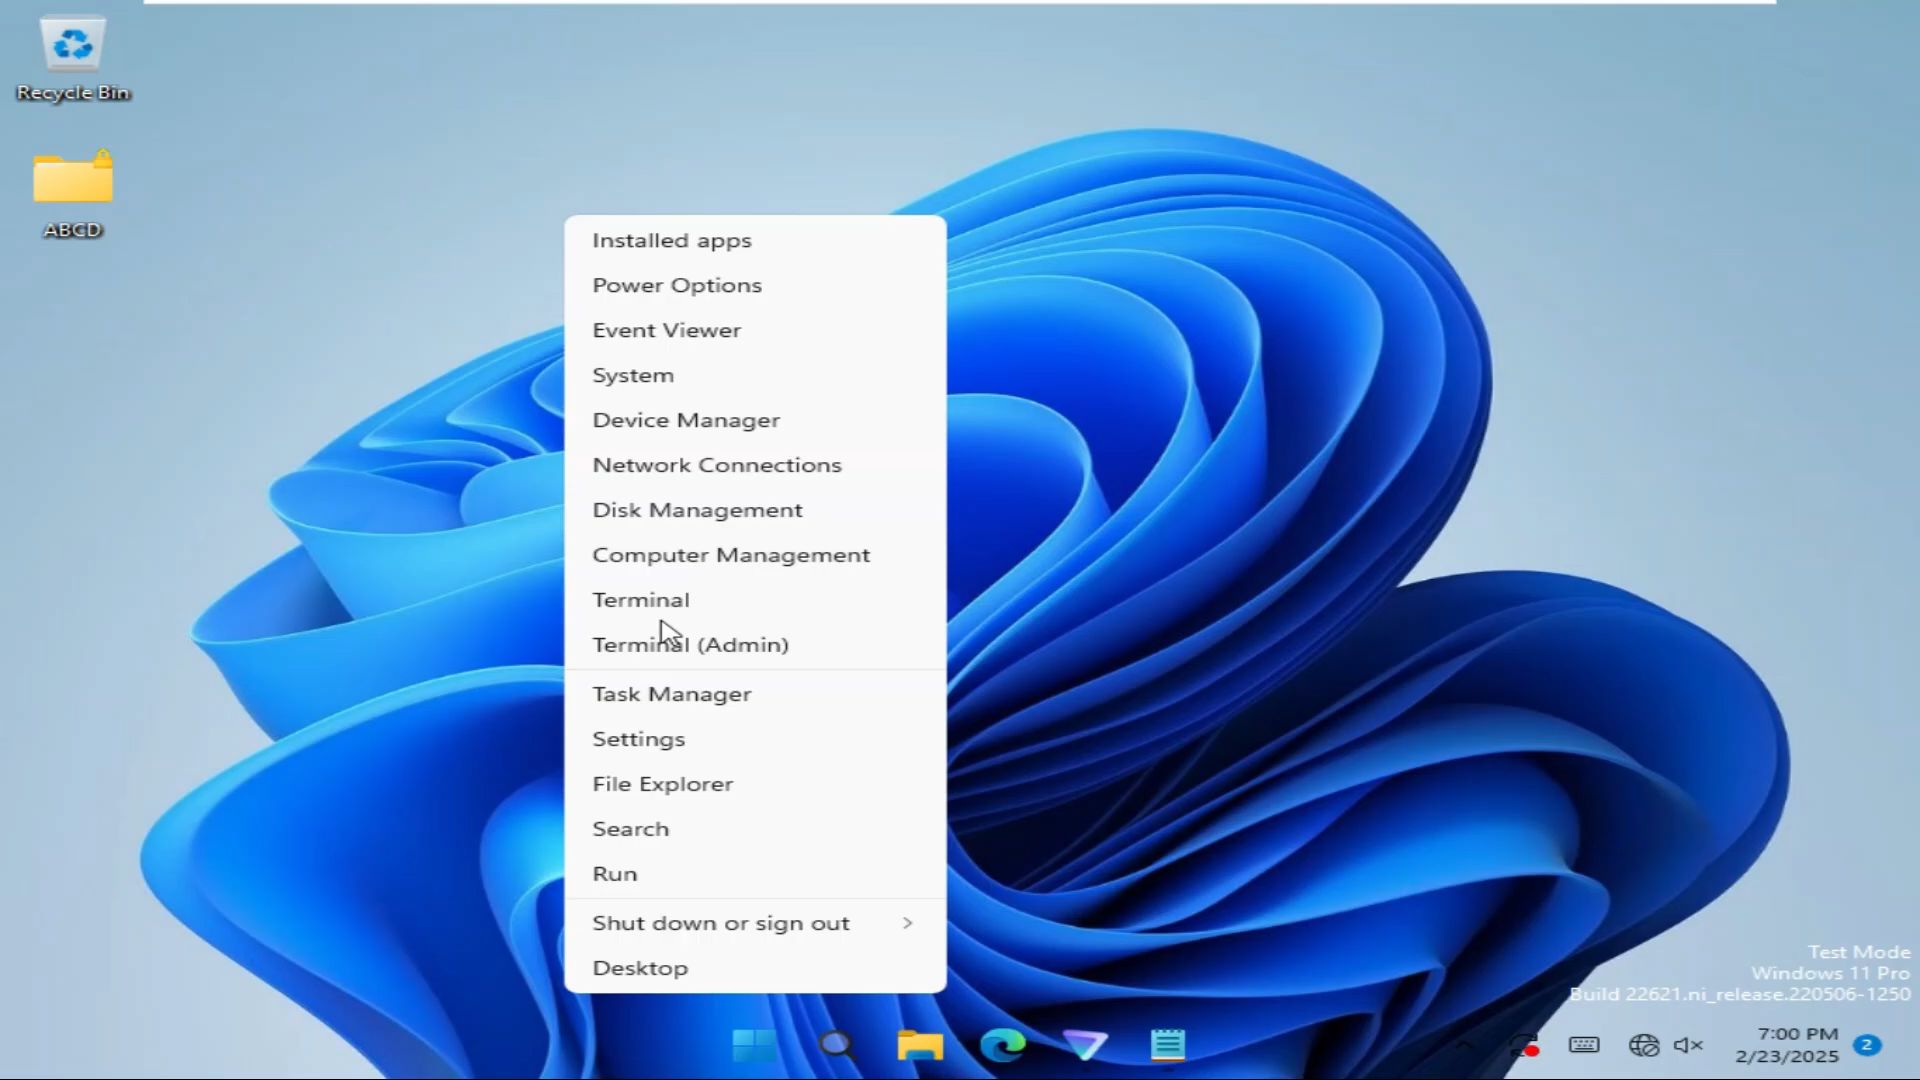 Recycle Bin
ABCD
Installed apps
Power Options
Event Viewer
System
Device Manager
Network Connections
Disk Management
Computer Management
Terminal
Terminal (Admin)
Task Manager
Settings
File Explorer
Search
Run
Shut down or sign out
Desktop
Test Mode
Windows 11 Pro
Build 22621.ni_release.220506-1250
7:00 PM
2/23/2025
2